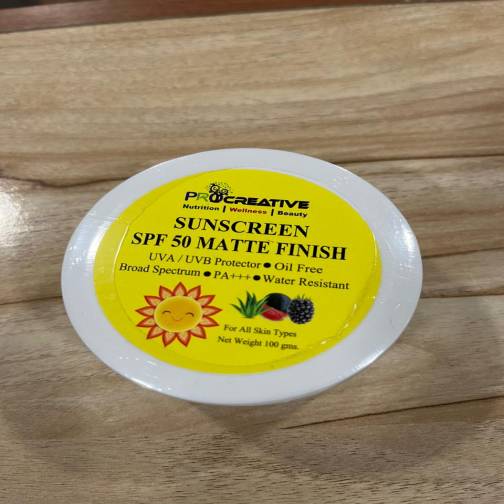 PROCREATIVE
Nutrition | Wellness | Beauty
SUNSCREEN
SPF 50 MATTE FINISH
UVA / UVB Protector ● Oil Free
Broad Spectrum ● PA+++ ● Water Resistant
For All Skin Types
Net Weight 100 gms.